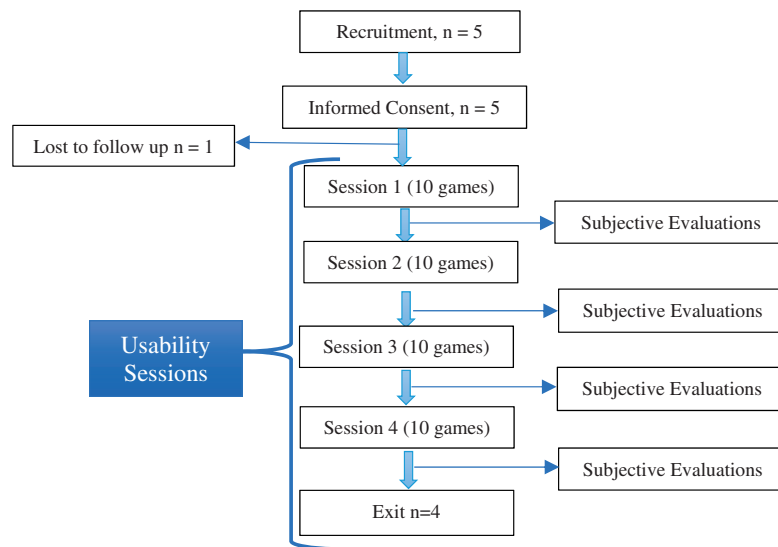 Recruitment, n = 5
Informed Consent, n = 5
Lost to follow up n = 1
Session 1 (10 games)
Subjective Evaluations
Session 2 (10 games)
Subjective Evaluations
Usability
Sessions
Session 3 (10 games)
Subjective Evaluations
Session 4 (10 games)
Subjective Evaluations
Exit n=4